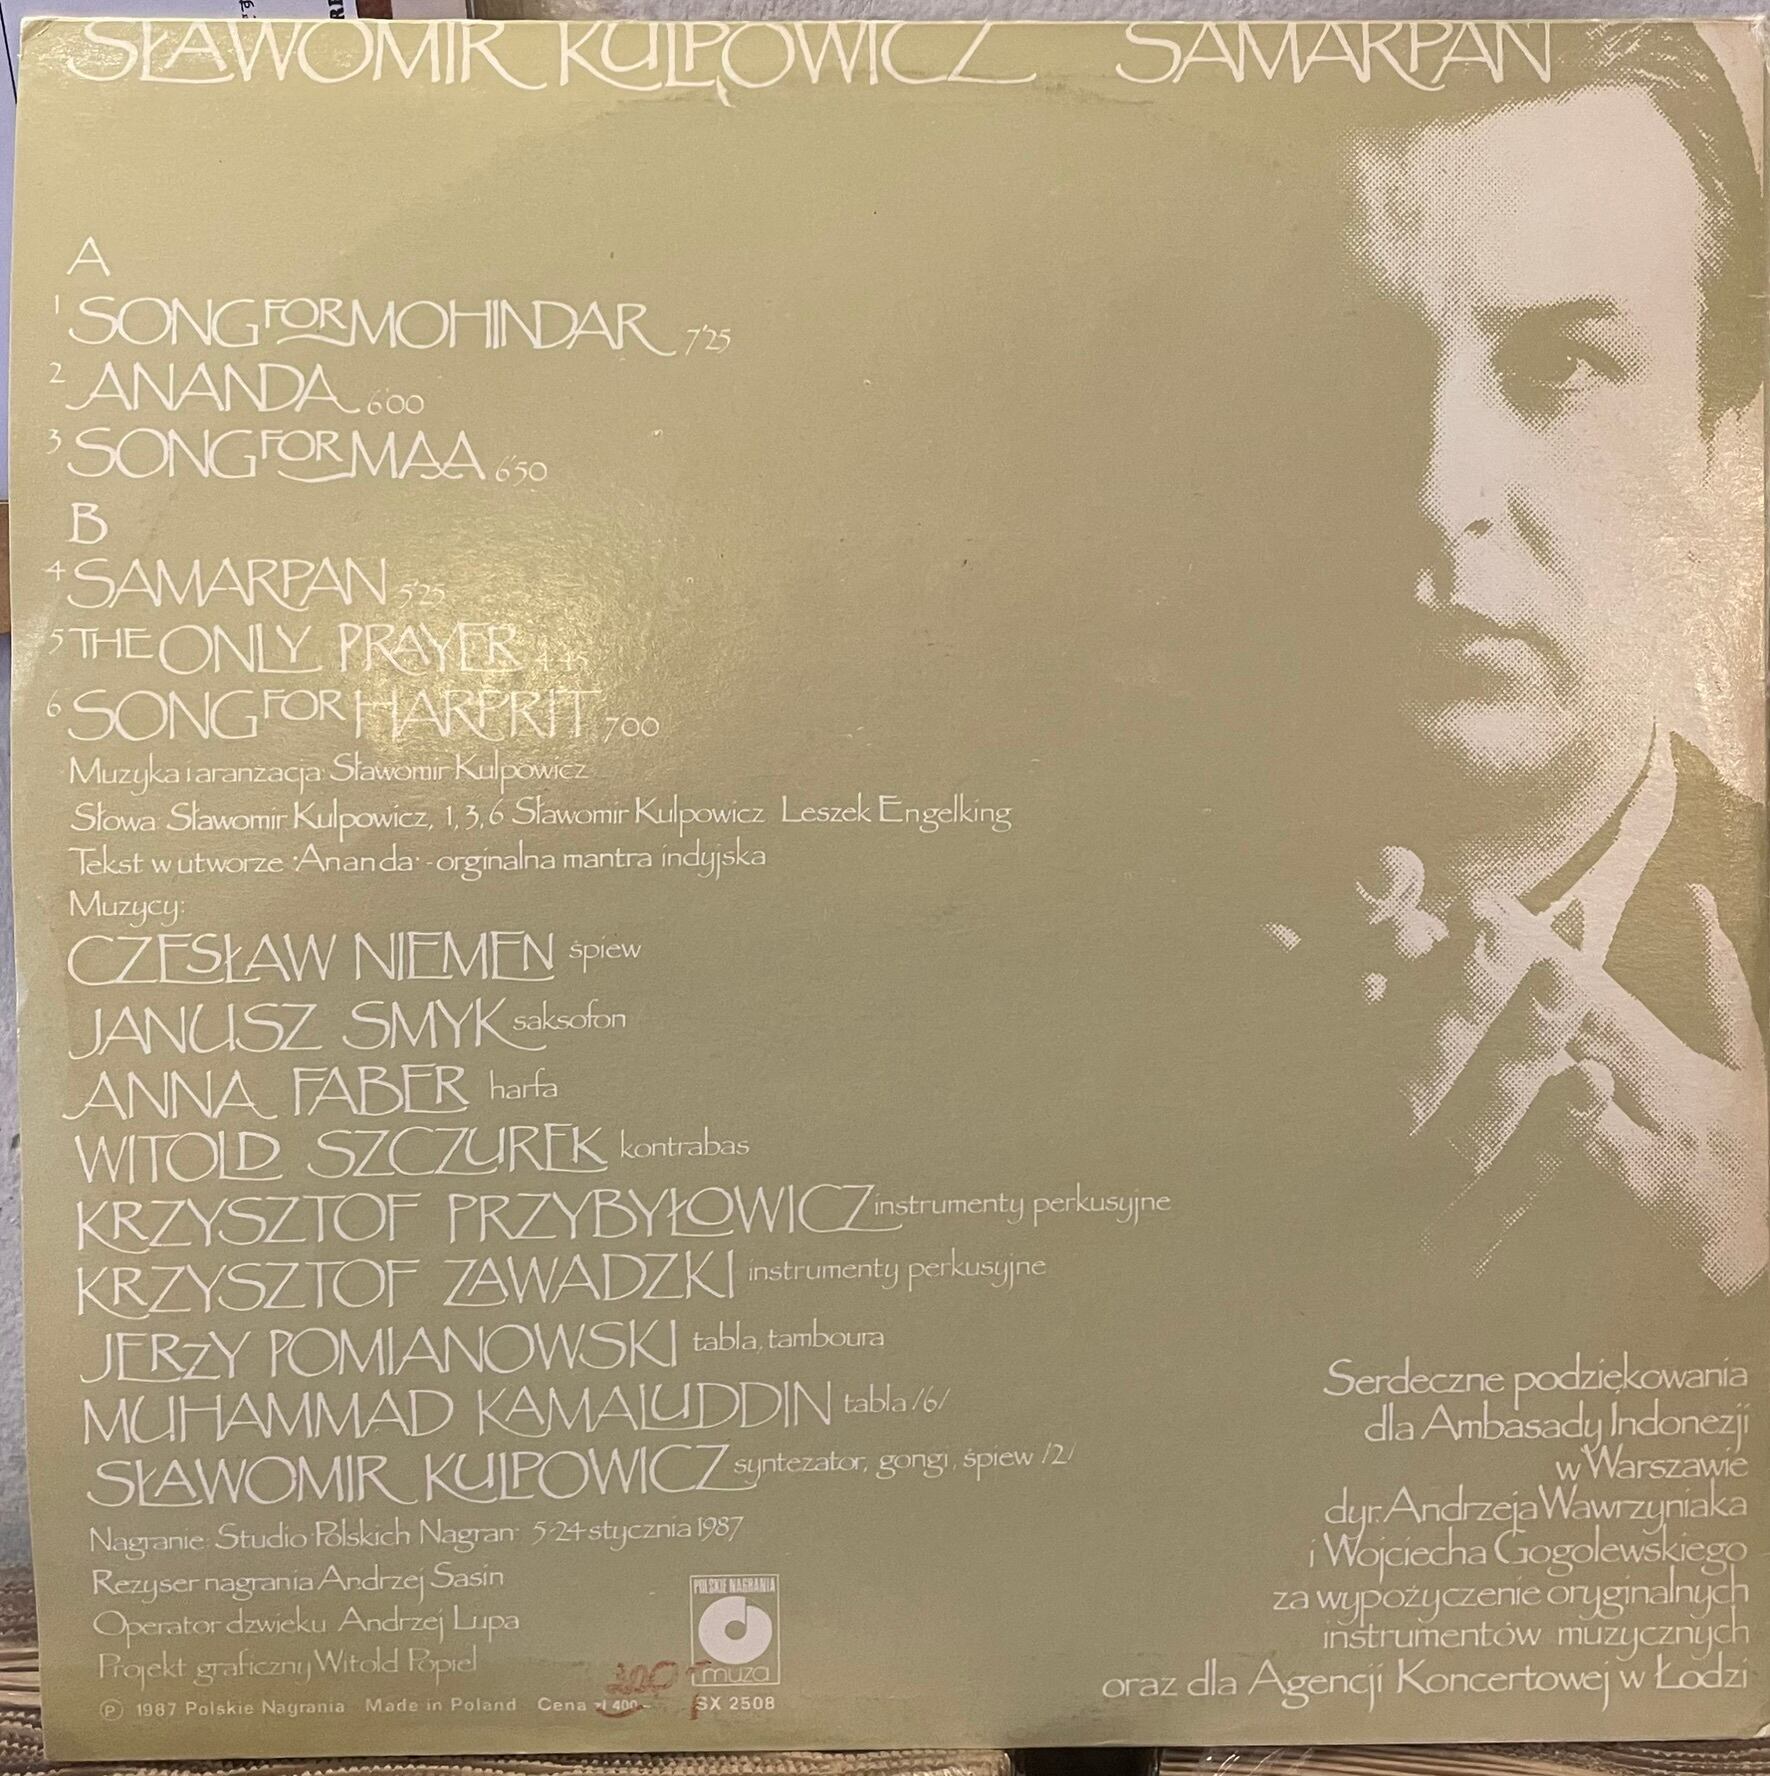 SŁAWOMIR KULPOWICZ SAMARPAN
A
1 SONG FOR MOHINDAR 7'25
2 ANANDA 6'00
3 SONG FOR MAA 6'50
B
4 SAMARPAN 5'25
5 THE ONLY PRAYER 4'45
6 SONG FOR HARPRIT 7'00
Muzyka i aranżacja: Sławomir Kulpowicz
Słowa: Sławomir Kulpowicz, 1, 3, 6 Sławomir Kulpowicz Leszek Engelking
Tekst w utworze "Ananda" - orginalna mantra indyjska
Muzycy:
CZESŁAW NIEMEN śpiew
JANUSZ SMYK saksofon
ANNA FABER harfa
WITOLD SZCZUREK kontrabas
KRZYSZTOF PRZYBYŁOWICZ instrumenty perkusyjne
KRZYSZTOF ZAWADZKI instrumenty perkusyjne
JERZY POMIANOWSKI tabla, tamboura
MUHAMMAD KAMALUDDIN tabla /6/
SŁAWOMIR KULPOWICZ syntezator, gongi, śpiew /2/
Nagranie: Studio Polskich Nagrań 5-24 stycznia 1987
Reżyser nagrania Andrzej Sasin
Operator dzwieku Andrzej Lupa
Projekt graficzny Witold Popiel
℗ 1987 Polskie Nagrania Made in Poland Cena zł 400,-
POLSKIE NAGRANIA
muza
SX 2508
Serdeczne podziękowania
dla Ambasady Indonezji
w Warszawie
dyr. Andrzeja Wawrzyniaka
i Wojciecha Gogolewskiego
za wypożyczenie oryginalnych
instrumentów muzycznych
oraz dla Agencji Koncertowej w Łodzi